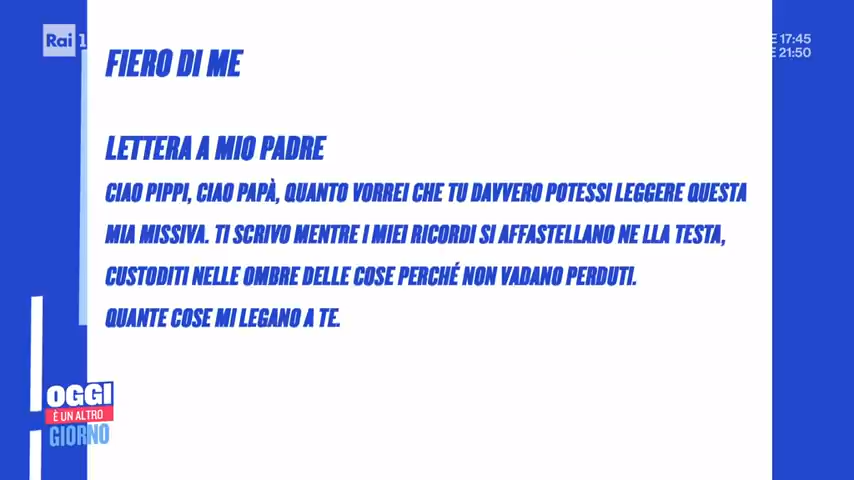 Rai 1
E 17:45
E 21:50
FIERO DI ME
LETTERA A MIO PADRE
CIAO PIPPI, CIAO PAPÀ, QUANTO VORREI CHE TU DAVVERO POTESSI LEGGERE QUESTA
MIA MISSIVA. TI SCRIVO MENTRE I MIEI RICORDI SI AFFASTELLANO NE LLA TESTA,
CUSTODITI NELLE OMBRE DELLE COSE PERCHÉ NON VADANO PERDUTI.
QUANTE COSE MI LEGANO A TE.
OGGI
È UN ALTRO
GIORNO